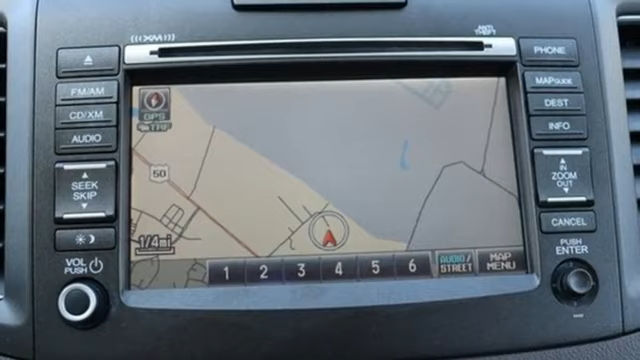 (((XM)))
ANTI
THEFT
FM/AM
CD/XM
AUDIO
SEEK
SKIP
VOL
PUSH
GPS
TRF
50
1/4mi
1 2 3 4 5 6
AUDIO/
STREET
MAP
MENU
PHONE
MAP GUIDE
DEST
INFO
IN
ZOOM
OUT
CANCEL
PUSH
ENTER